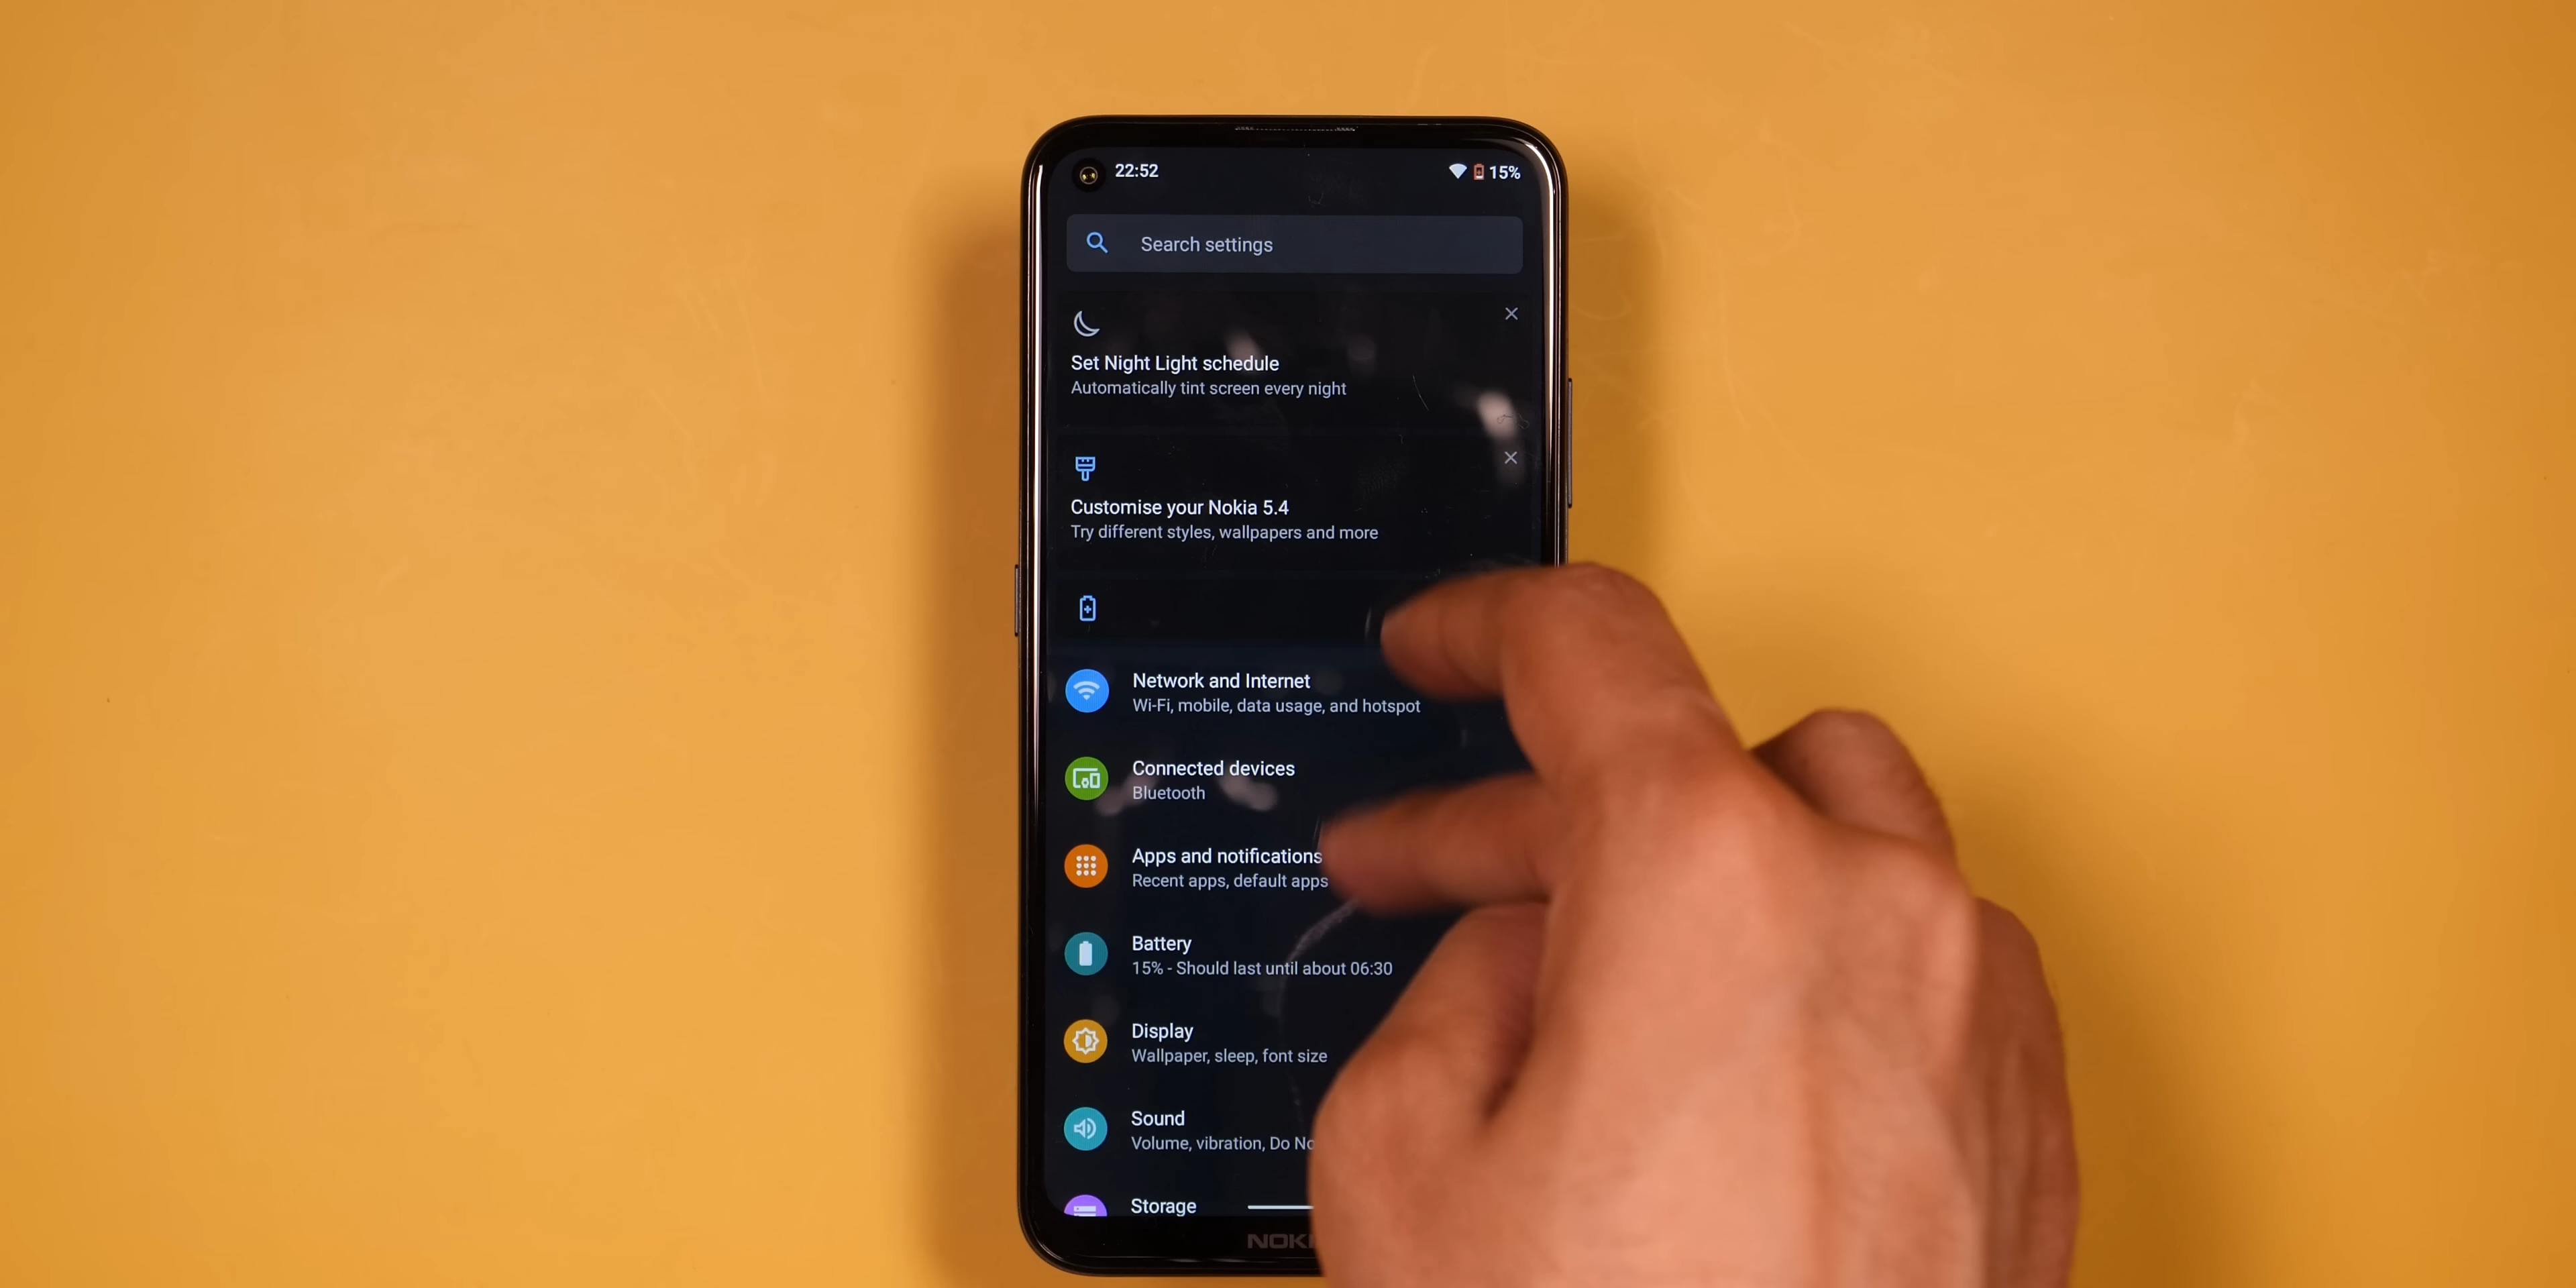 22:52
15%
Search settings
Set Night Light schedule
Automatically tint screen every night
Customise your Nokia 5.4
Try different styles, wallpapers and more
Network and Internet
Wi-Fi, mobile, data usage, and hotspot
Connected devices
Bluetooth
Apps and notifications
Recent apps, default apps
Battery
15% - Should last until about 06:30
Display
Wallpaper, sleep, font size
Sound
Volume, vibration, Do No
Storage
NOKI